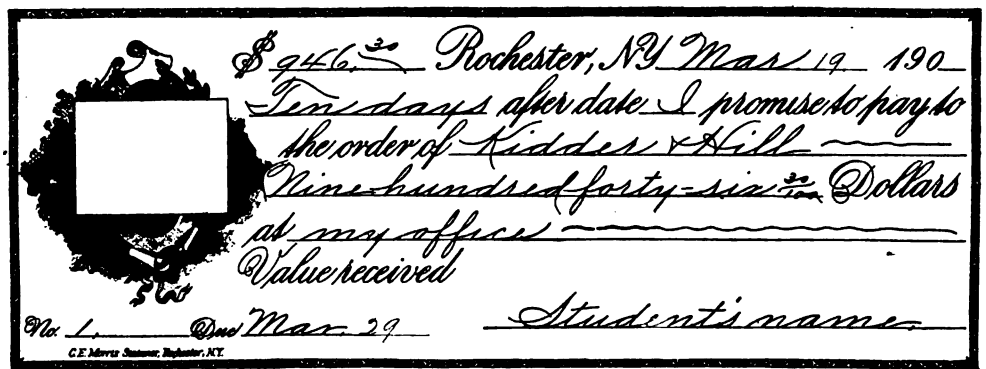 $ 946.30 Rochester, N.Y. Mar. 19 190
Ten days after date I promise to pay to
the order of Kidder & Hill
Nine hundred forty-six 30/100 Dollars
at my office
Value received
No. 1. Due Mar. 29 Student's name.
C.E. Morris Stationer, Rochester, N.Y.